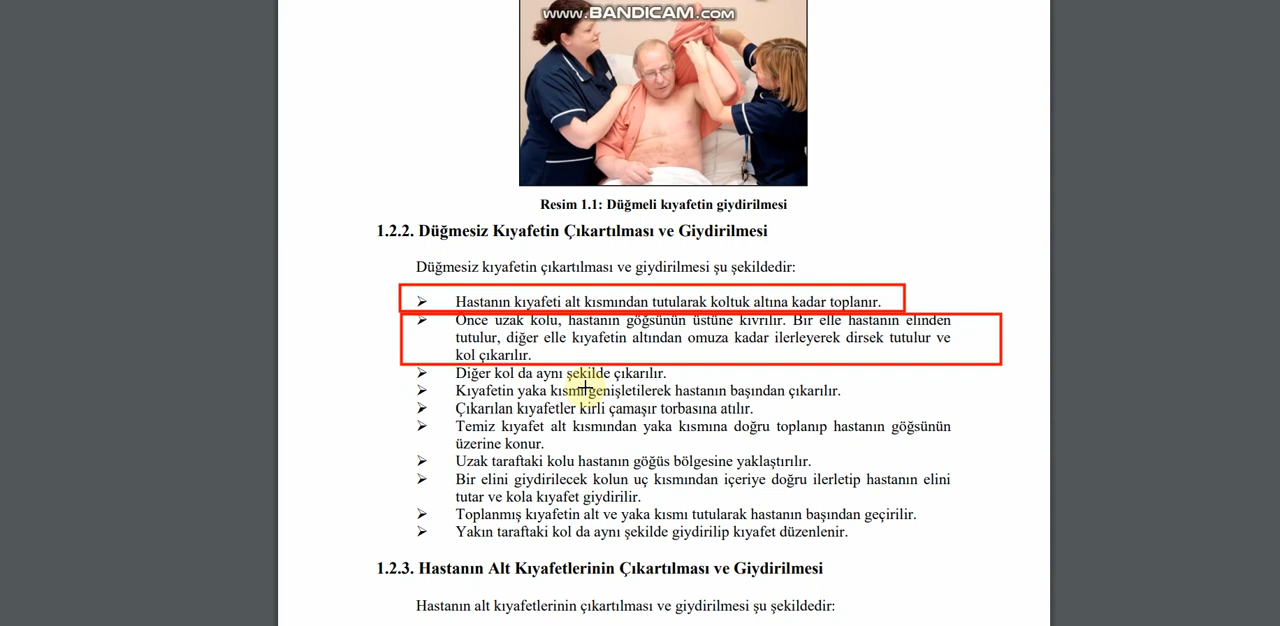 www.BANDICAM.com
Resim 1.1: Düğmeli kıyafetin giydirilmesi
1.2.2. Düğmesiz Kıyafetin Çıkartılması ve Giydirilmesi
Düğmesiz kıyafetin çıkartılması ve giydirilmesi şu şekildedir:
➢ Hastanın kıyafeti alt kısmından tutularak koltuk altına kadar toplanır.
➢ Önce uzak kolu, hastanın göğsünün üstüne kıvrılır. Bir elle hastanın elinden
tutulur, diğer elle kıyafetin altından omuza kadar ilerleyerek dirsek tutulur ve
kol çıkarılır.
➢ Diğer kol da aynı şekilde çıkarılır.
➢ Kıyafetin yaka kısmı genişletilerek hastanın başından çıkarılır.
➢ Çıkarılan kıyafetler kirli çamaşır torbasına atılır.
➢ Temiz kıyafet alt kısmından yaka kısmına doğru toplanıp hastanın göğsünün
üzerine konur.
➢ Uzak taraftaki kolu hastanın göğüs bölgesine yaklaştırılır.
➢ Bir elini giydirilecek kolun uç kısmından içeriye doğru ilerletip hastanın elini
tutar ve kola kıyafet giydirilir.
➢ Toplanmış kıyafetin alt ve yaka kısmı tutularak hastanın başından geçirilir.
➢ Yakın taraftaki kol da aynı şekilde giydirilip kıyafet düzenlenir.
1.2.3. Hastanın Alt Kıyafetlerinin Çıkartılması ve Giydirilmesi
Hastanın alt kıyafetlerinin çıkartılması ve giydirilmesi şu şekildedir: